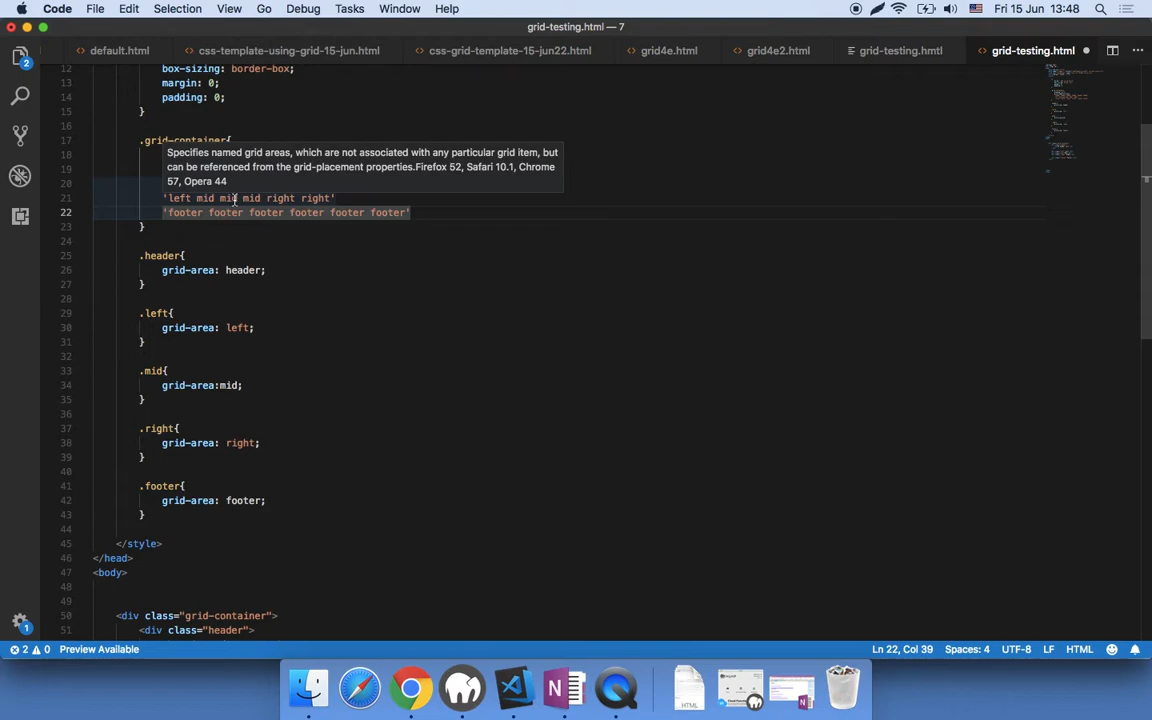 Code File Edit Selection View Go Debug Tasks Window Help Fri 15 Jun 13:48
grid-testing.html — 7
default.html css-template-using-grid-15-jun.html css-grid-template-15-jun22.html grid4e.html grid4e2.html grid-testing.hmtl grid-testing.html
2
12 box-sizing: border-box;
13 margin: 0;
14 padding: 0;
15 }
16
17 .grid-container{
18 Specifies named grid areas, which are not associated with any particular grid item, but
19 can be referenced from the grid-placement properties.Firefox 52, Safari 10.1, Chrome
20 57, Opera 44
21 'left mid mid mid right right'
22 'footer footer footer footer footer footer'
23 }
24
25 .header{
26 grid-area: header;
27 }
28
29 .left{
30 grid-area: left;
31 }
32
33 .mid{
34 grid-area:mid;
35 }
36
37 .right{
38 grid-area: right;
39 }
40
41 .footer{
42 grid-area: footer;
43 }
44
45 </style>
46 </head>
47 <body>
48
49
50 <div class="grid-container">
51 <div class="header">
1
2 0 Preview Available Ln 22, Col 39 Spaces: 4 UTF-8 LF HTML
N HTML